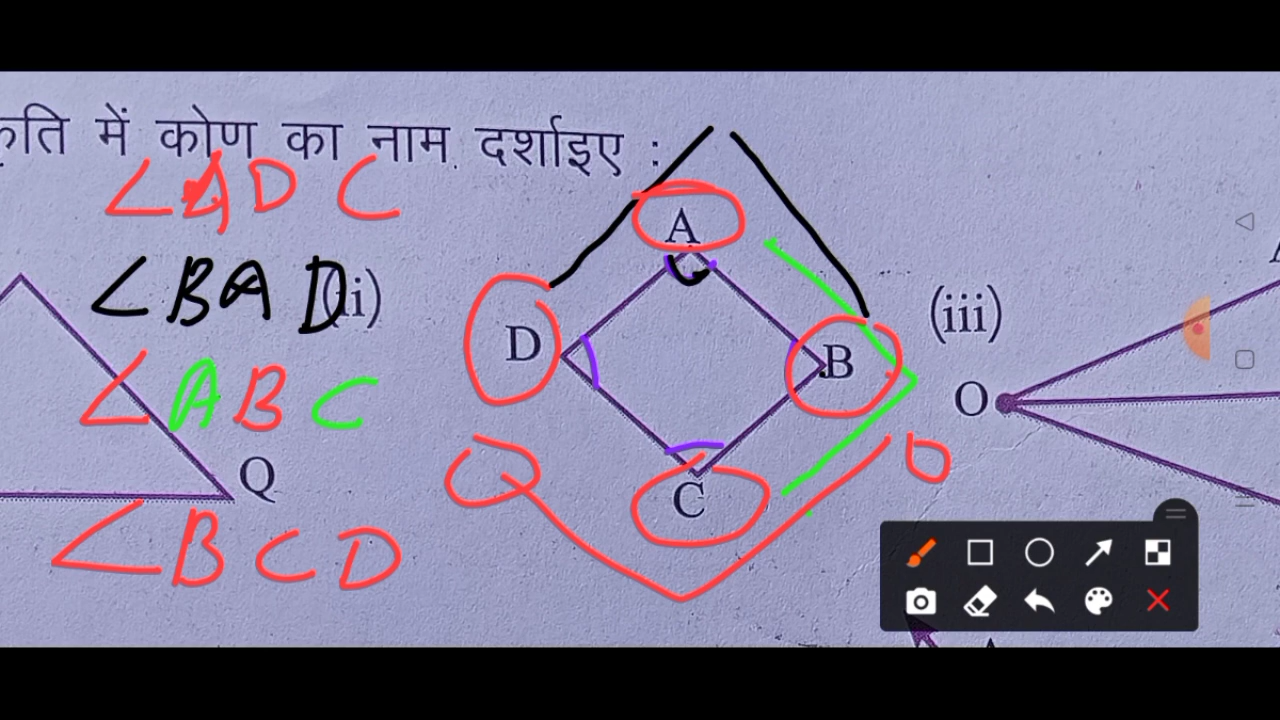 में कोण का नाम दर्शाइए :
∠ADC
∠BAD
(ii)
∠ABC
∠BCD
Q
A
D
B
C
(iii)
O